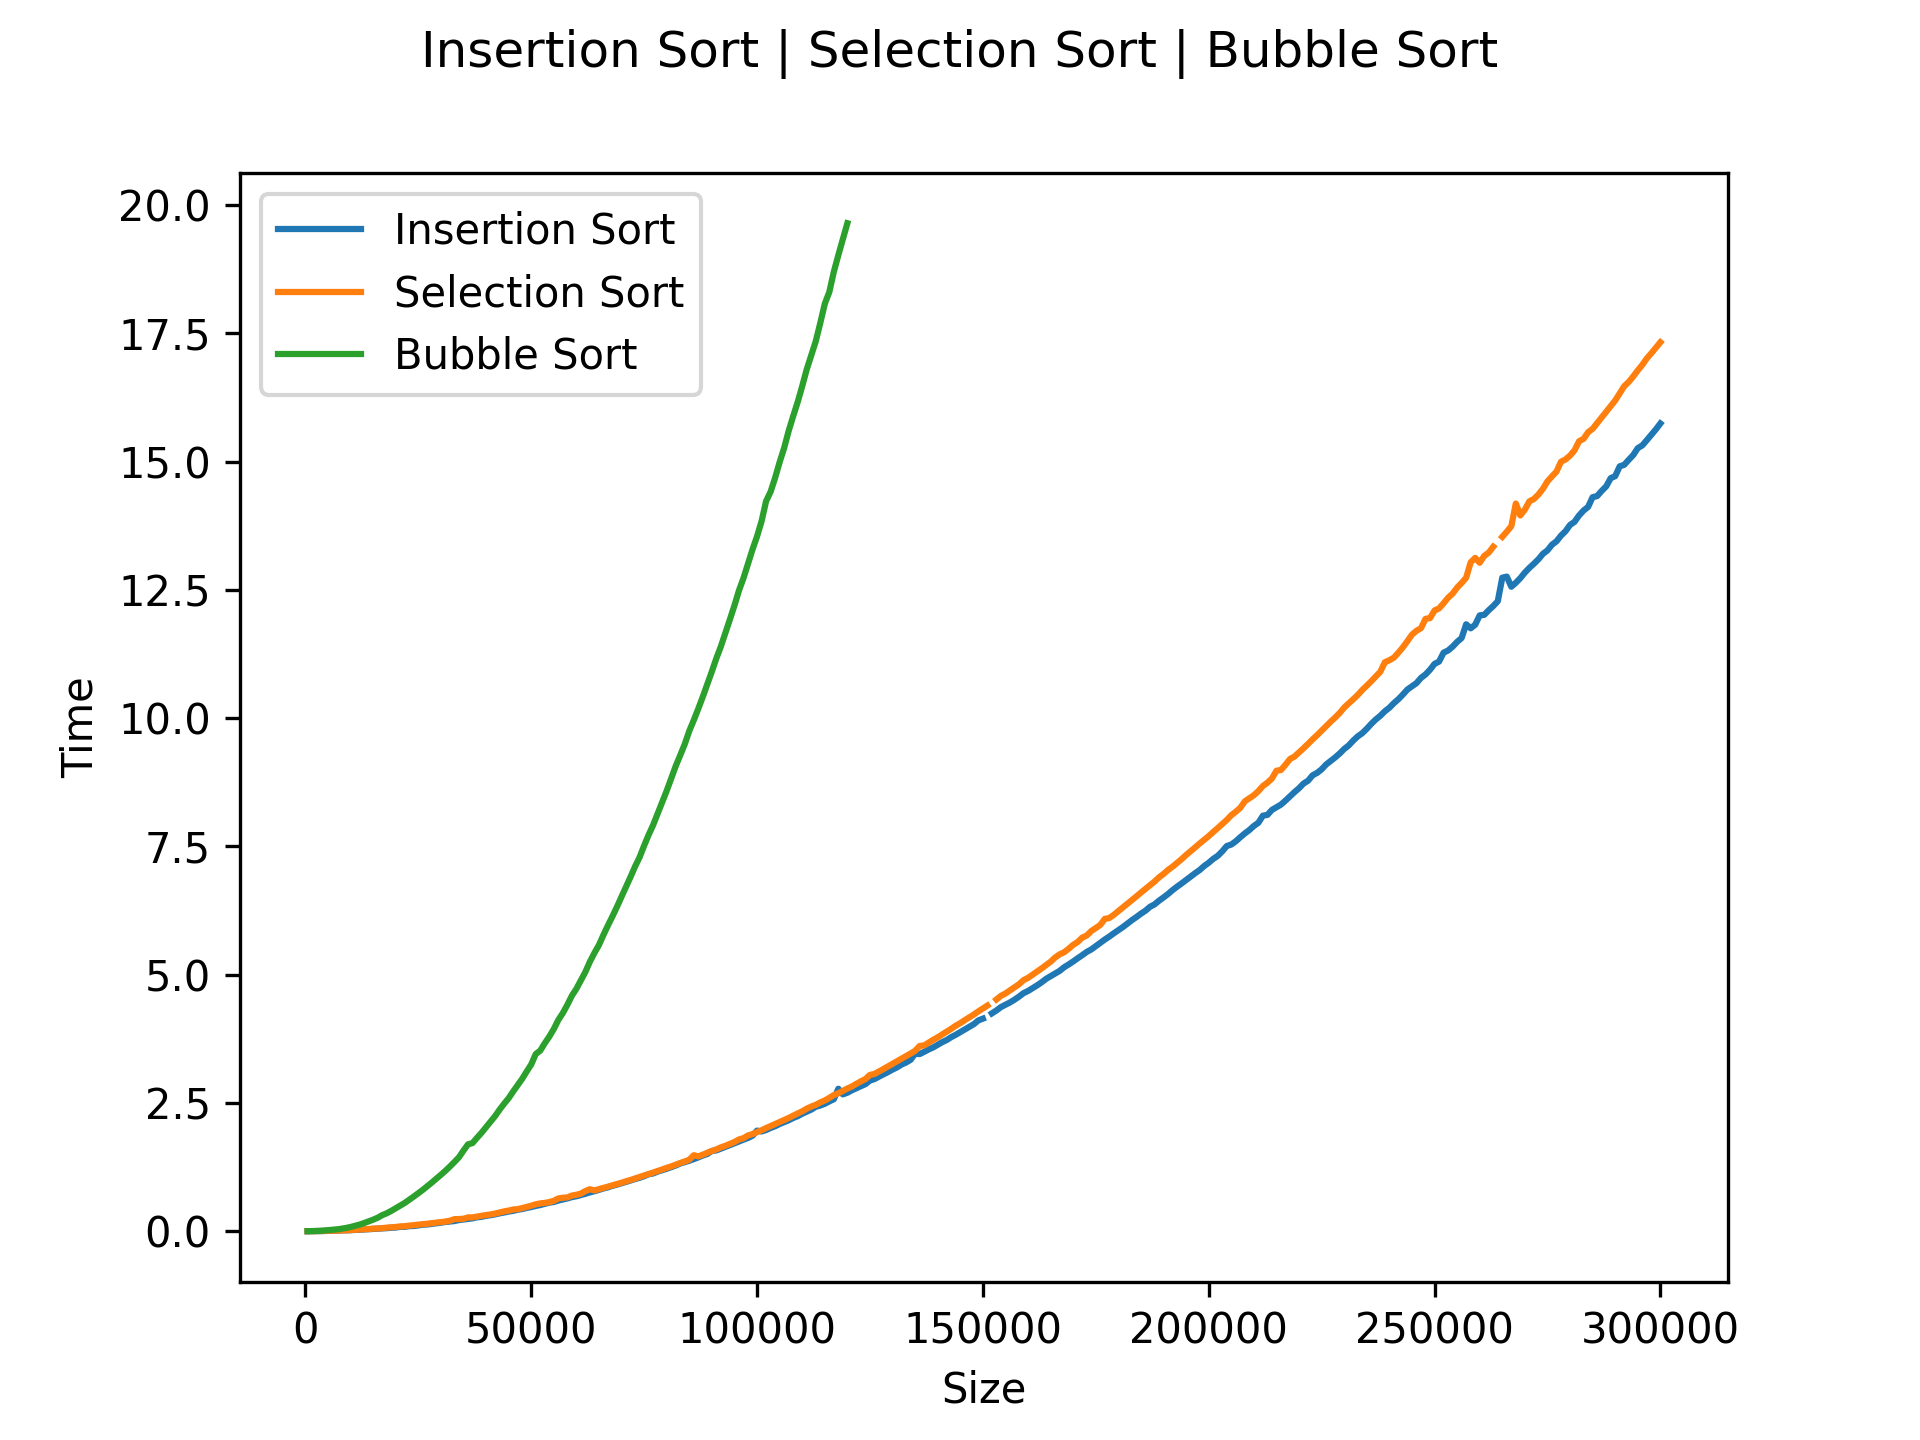 Insertion Sort | Selection Sort | Bubble Sort
Insertion Sort
Selection Sort
Bubble Sort
20.0
17.5
15.0
12.5
10.0
7.5
5.0
2.5
0.0
Time
0 50000 100000 150000 200000 250000 300000
Size